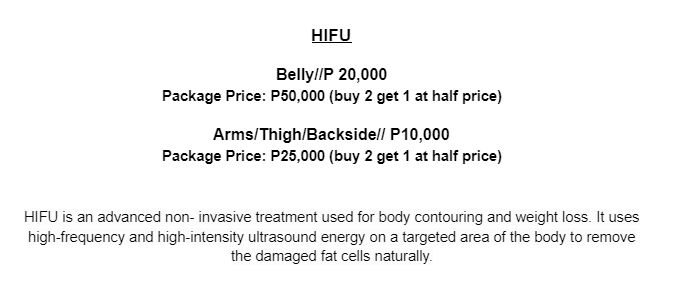 HIFU
Belly//P 20,000
Package Price: P50,000 (buy 2 get 1 at half price)
Arms/Thigh/Backside// P10,000
Package Price: P25,000 (buy 2 get 1 at half price)
HIFU is an advanced non- invasive treatment used for body contouring and weight loss. It uses
high-frequency and high-intensity ultrasound energy on a targeted area of the body to remove
the damaged fat cells naturally.